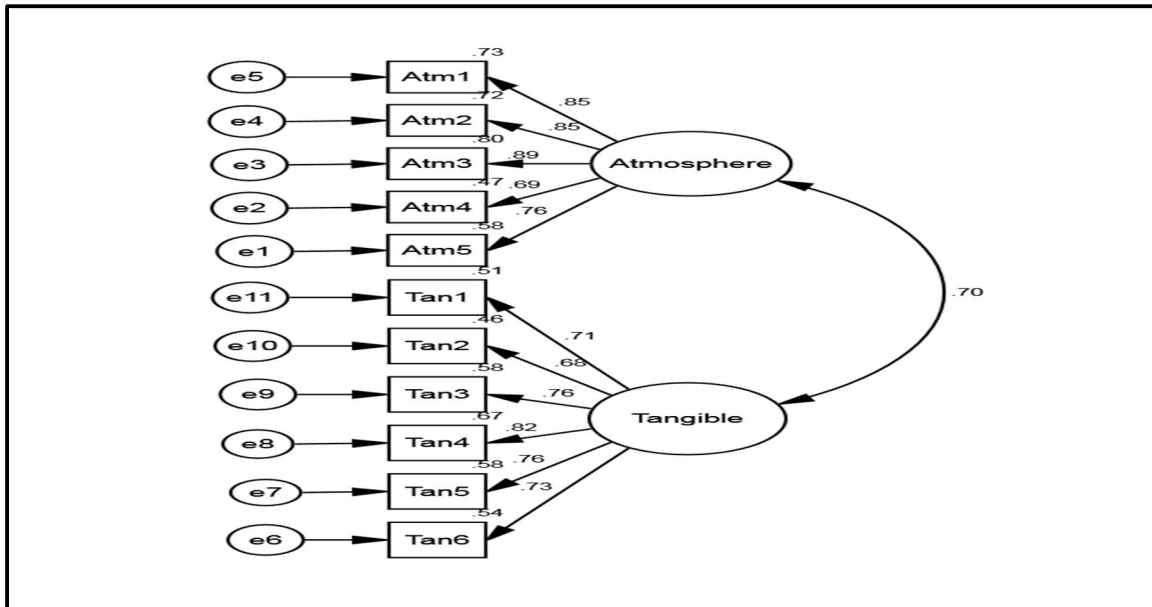 .73
e5 Atm1
.85
.72
e4 Atm2
.85
.80
e3 Atm3 .89 Atmosphere
.47 .69
e2 Atm4
.76
.58
e1 Atm5
.51
e11 Tan1 .70
.46 .71
e10 Tan2
.68
.58
e9 Tan3 .76
.67 Tangible
.82
e8 Tan4
.58 .76
e7 Tan5 .73
.54
e6 Tan6